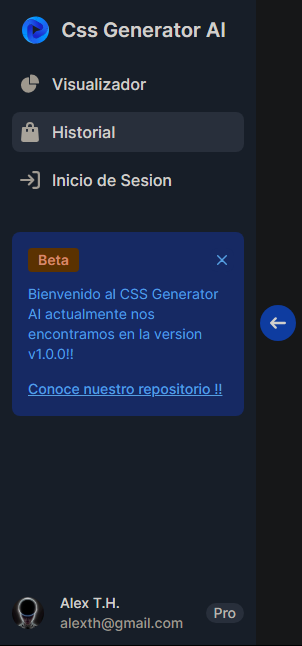 Css Generator AI
Visualizador
Historial
Inicio de Sesion
Beta
Bienvenido al CSS Generator
AI actualmente nos
encontramos en la version
v1.0.0!!
Conoce nuestro repositorio !!
Alex T.H.
alexth@gmail.com
Pro